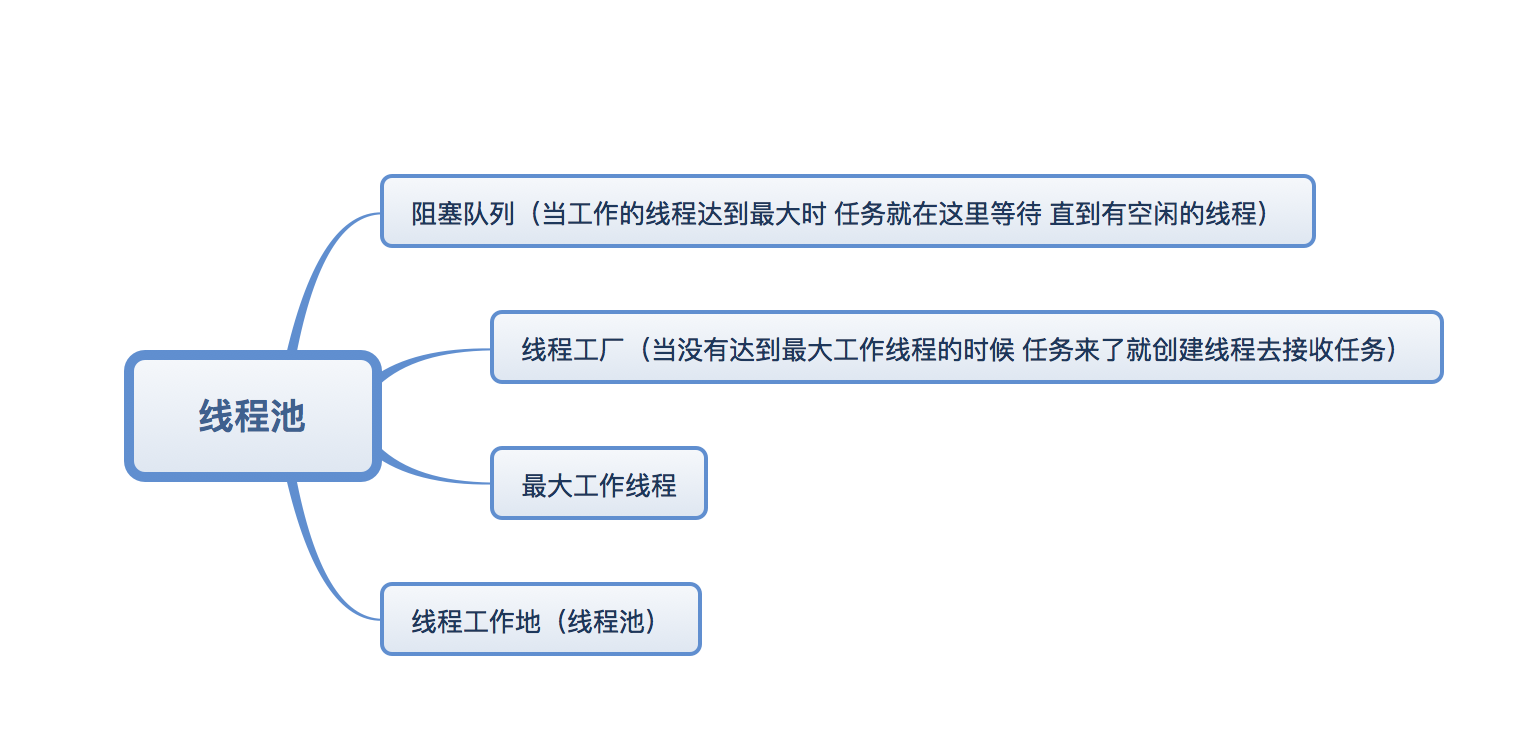 阻塞队列（当工作的线程达到最大时 任务就在这里等待 直到有空闲的线程）
线程工厂（当没有达到最大工作线程的时候 任务来了就创建线程去接收任务）
线程池
最大工作线程
线程工作地（线程池）